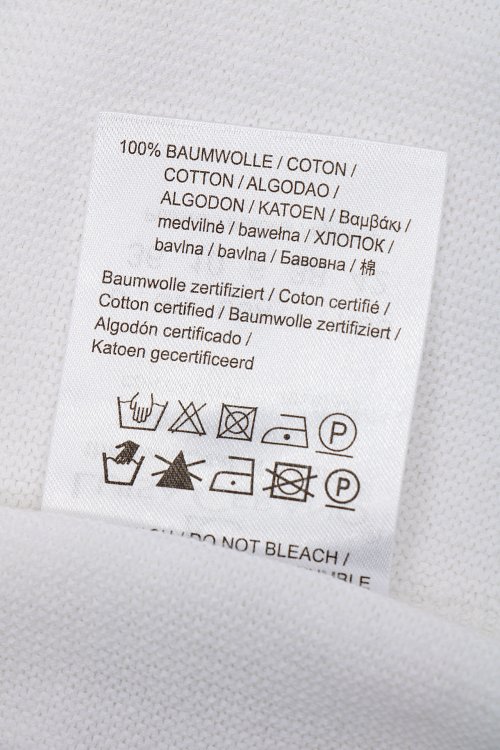 100% BAUMWOLLE / COTON /
COTTON / ALGODAO /
ALGODON / KATOEN / Βαμβάκι /
medvilnė / bawełna / ХЛОПОК /
bavlna / bavlna / Бавовна / 棉
Baumwolle zertifiziert / Coton certifié /
Cotton certified / Baumwolle zertifiziert /
Algodón certificado /
Katoen gecertificeerd
P
P
/ DO NOT BLEACH /